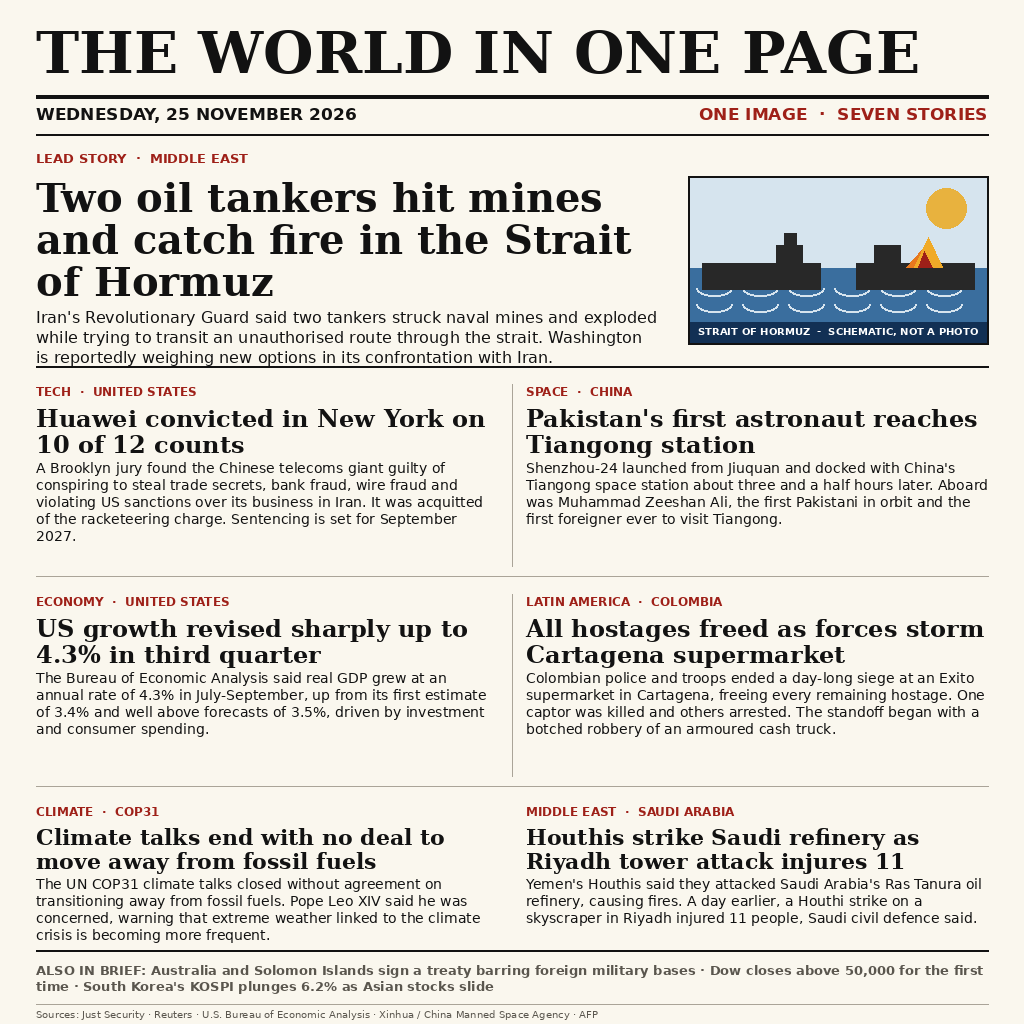 THE WORLD IN ONE PAGE
WEDNESDAY, 25 NOVEMBER 2026
ONE IMAGE · SEVEN STORIES
LEAD STORY · MIDDLE EAST
Two oil tankers hit mines
and catch fire in the Strait
of Hormuz
Iran's Revolutionary Guard said two tankers struck naval mines and exploded
while trying to transit an unauthorised route through the strait. Washington
is reportedly weighing new options in its confrontation with Iran.
STRAIT OF HORMUZ - SCHEMATIC, NOT A PHOTO
TECH · UNITED STATES
Huawei convicted in New York on
10 of 12 counts
A Brooklyn jury found the Chinese telecoms giant guilty of
conspiring to steal trade secrets, bank fraud, wire fraud and
violating US sanctions over its business in Iran. It was acquitted
of the racketeering charge. Sentencing is set for September
2027.
SPACE · CHINA
Pakistan's first astronaut reaches
Tiangong station
Shenzhou-24 launched from Jiuquan and docked with China's
Tiangong space station about three and a half hours later. Aboard
was Muhammad Zeeshan Ali, the first Pakistani in orbit and the
first foreigner ever to visit Tiangong.
ECONOMY · UNITED STATES
US growth revised sharply up to
4.3% in third quarter
The Bureau of Economic Analysis said real GDP grew at an
annual rate of 4.3% in July-September, up from its first estimate
of 3.4% and well above forecasts of 3.5%, driven by investment
and consumer spending.
LATIN AMERICA · COLOMBIA
All hostages freed as forces storm
Cartagena supermarket
Colombian police and troops ended a day-long siege at an Exito
supermarket in Cartagena, freeing every remaining hostage. One
captor was killed and others arrested. The standoff began with a
botched robbery of an armoured cash truck.
CLIMATE · COP31
Climate talks end with no deal to
move away from fossil fuels
The UN COP31 climate talks closed without agreement on
transitioning away from fossil fuels. Pope Leo XIV said he was
concerned, warning that extreme weather linked to the climate
crisis is becoming more frequent.
MIDDLE EAST · SAUDI ARABIA
Houthis strike Saudi refinery as
Riyadh tower attack injures 11
Yemen's Houthis said they attacked Saudi Arabia's Ras Tanura oil
refinery, causing fires. A day earlier, a Houthi strike on a
skyscraper in Riyadh injured 11 people, Saudi civil defence said.
ALSO IN BRIEF: Australia and Solomon Islands sign a treaty barring foreign military bases · Dow closes above 50,000 for the first
time · South Korea's KOSPI plunges 6.2% as Asian stocks slide
Sources: Just Security · Reuters · U.S. Bureau of Economic Analysis · Xinhua / China Manned Space Agency · AFP